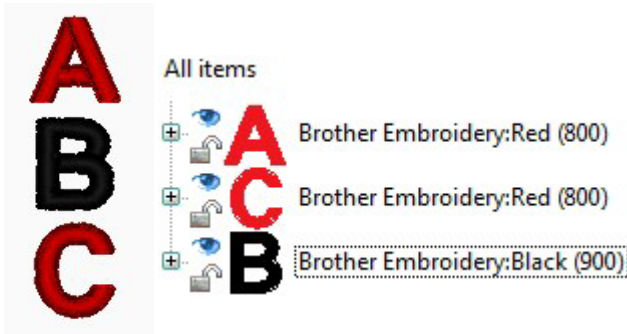 A
B
C
All items
A Brother Embroidery:Red (800)
C Brother Embroidery:Red (800)
B Brother Embroidery:Black (900)